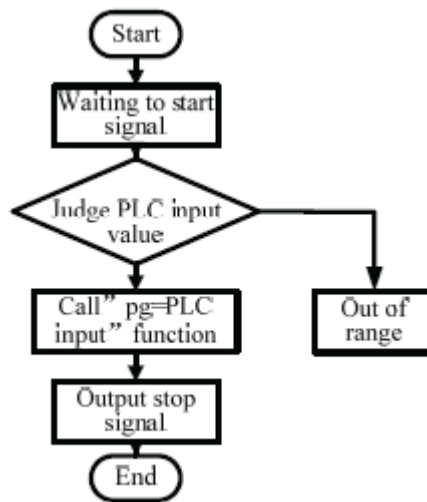 Start
Waiting to start
signal
Judge PLC input
value
Call” pg=PLC
input” function
Out of
range
Output stop
signal
End